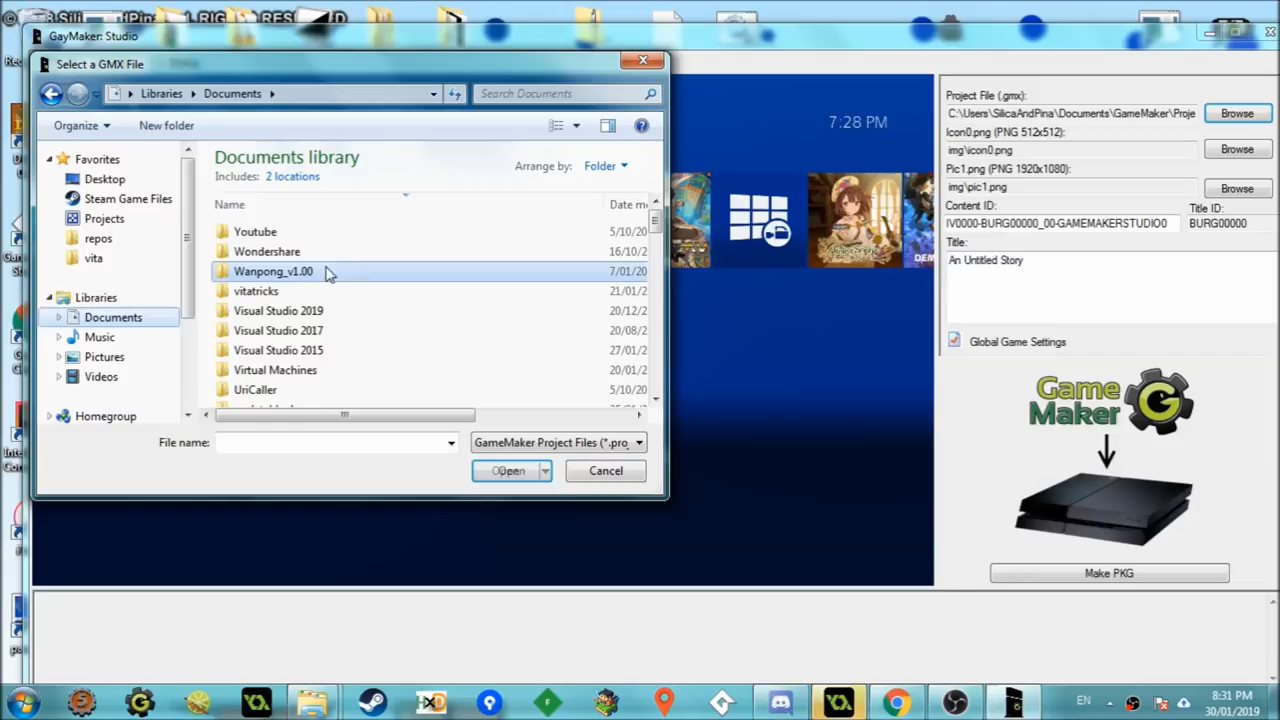 GayMaker: Studio
Select a GMX File
Libraries
Documents
Search Documents
Organize
New folder
Favorites
Desktop
Steam Game Files
Projects
repos
vita
Libraries
Documents
Music
Pictures
Videos
Homegroup
Documents library
Includes: 2 locations
Arrange by: Folder
Name
Date me
Youtube
5/10/20
Wondershare
16/10/2
Wanpong_v1.00
7/01/20
vitatricks
21/01/2
Visual Studio 2019
20/12/2
Visual Studio 2017
20/08/2
Visual Studio 2015
27/01/2
Virtual Machines
20/01/2
UriCaller
5/10/20
File name:
GameMaker Project Files (*.pro
Open
Cancel
7:28 PM
DEM
Project File (.gmx):
C:\Users\SilicaAndPina\Documents\GameMaker\Proje
Browse
Icon0.png (PNG 512x512):
img\icon0.png
Browse
Pic1.png (PNG 1920x1080):
img\pic1.png
Browse
Content ID:
IV0000-BURG00000_00-GAMEMAKERSTUDIO0
Title ID:
BURG00000
Title:
An Untitled Story
Global Game Settings
Game
Maker
Make PKG
EN
8:31 PM
30/01/2019